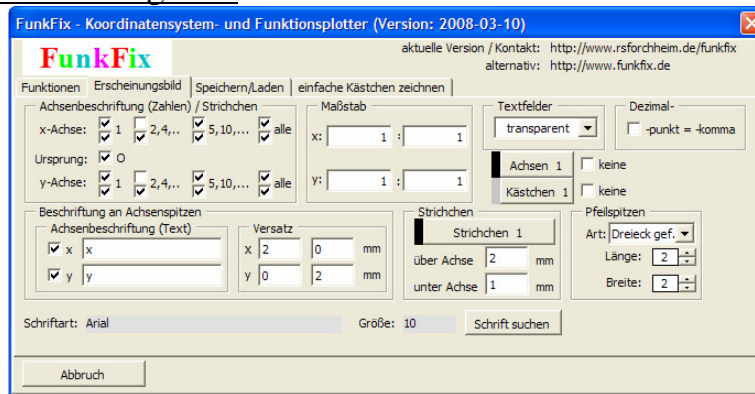 FunkFix - Koordinatensystem- und Funktionsplotter (Version: 2008-03-10)
FunkFix
aktuelle Version / Kontakt: http://www.rsforchheim.de/funkfix
alternativ: http://www.funkfix.de
Funktionen Erscheinungsbild Speichern/Laden einfache Kästchen zeichnen
Achsenbeschriftung (Zahlen) / Strichchen
x-Achse: 1 2,4,.. 5,10,... alle
Ursprung: O
y-Achse: 1 2,4,.. 5,10,... alle
Maßstab
x: 1 : 1
y: 1 : 1
Textfelder
transparent
Dezimal-
-punkt = -komma
Achsen 1 keine
Kästchen 1 keine
Beschriftung an Achsenspitzen
Achsenbeschriftung (Text)
x x
y y
Versatz
x 2 0 mm
y 0 2 mm
Strichchen
Strichchen 1
über Achse 2 mm
unter Achse 1 mm
Pfeilspitzen
Art: Dreieck gef.
Länge: 2
Breite: 2
Schriftart: Arial Größe: 10 Schrift suchen
Abbruch